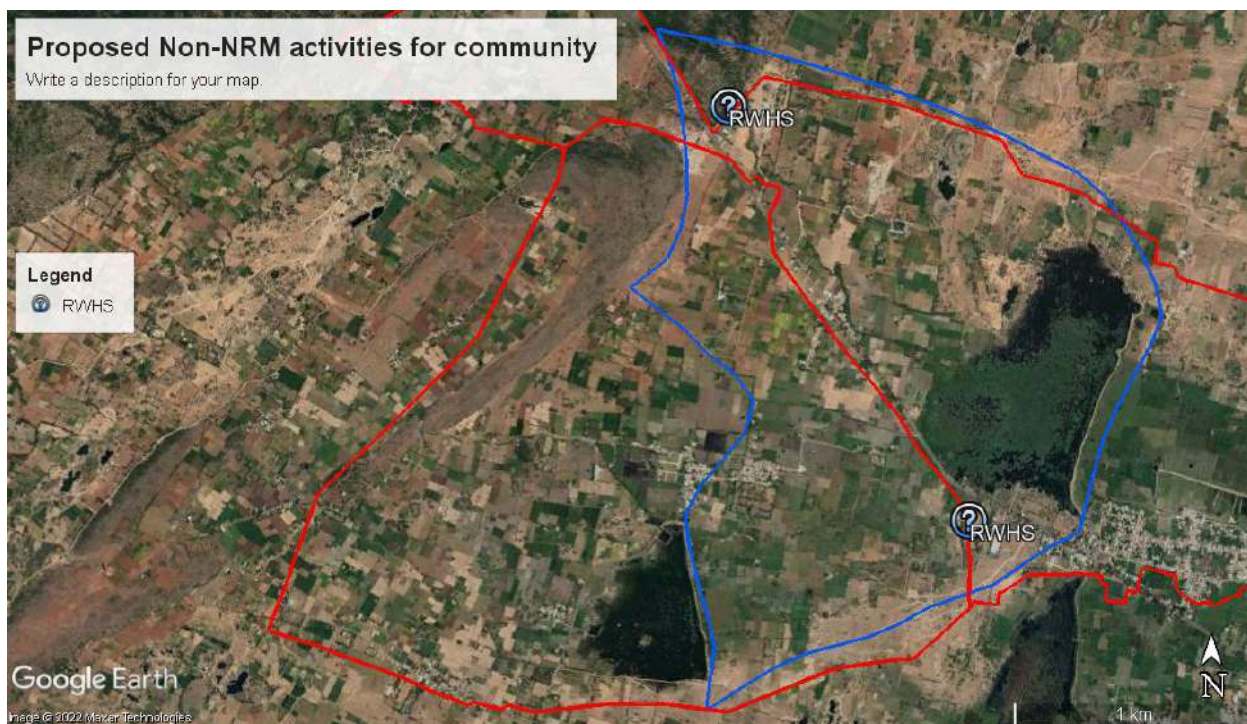 Proposed Non-NRM activities for community
Write a description for your map.
RWHS
Legend
RWHS
RWHS
Google Earth
N
Image © 2022 Maxar Technologies
1 km